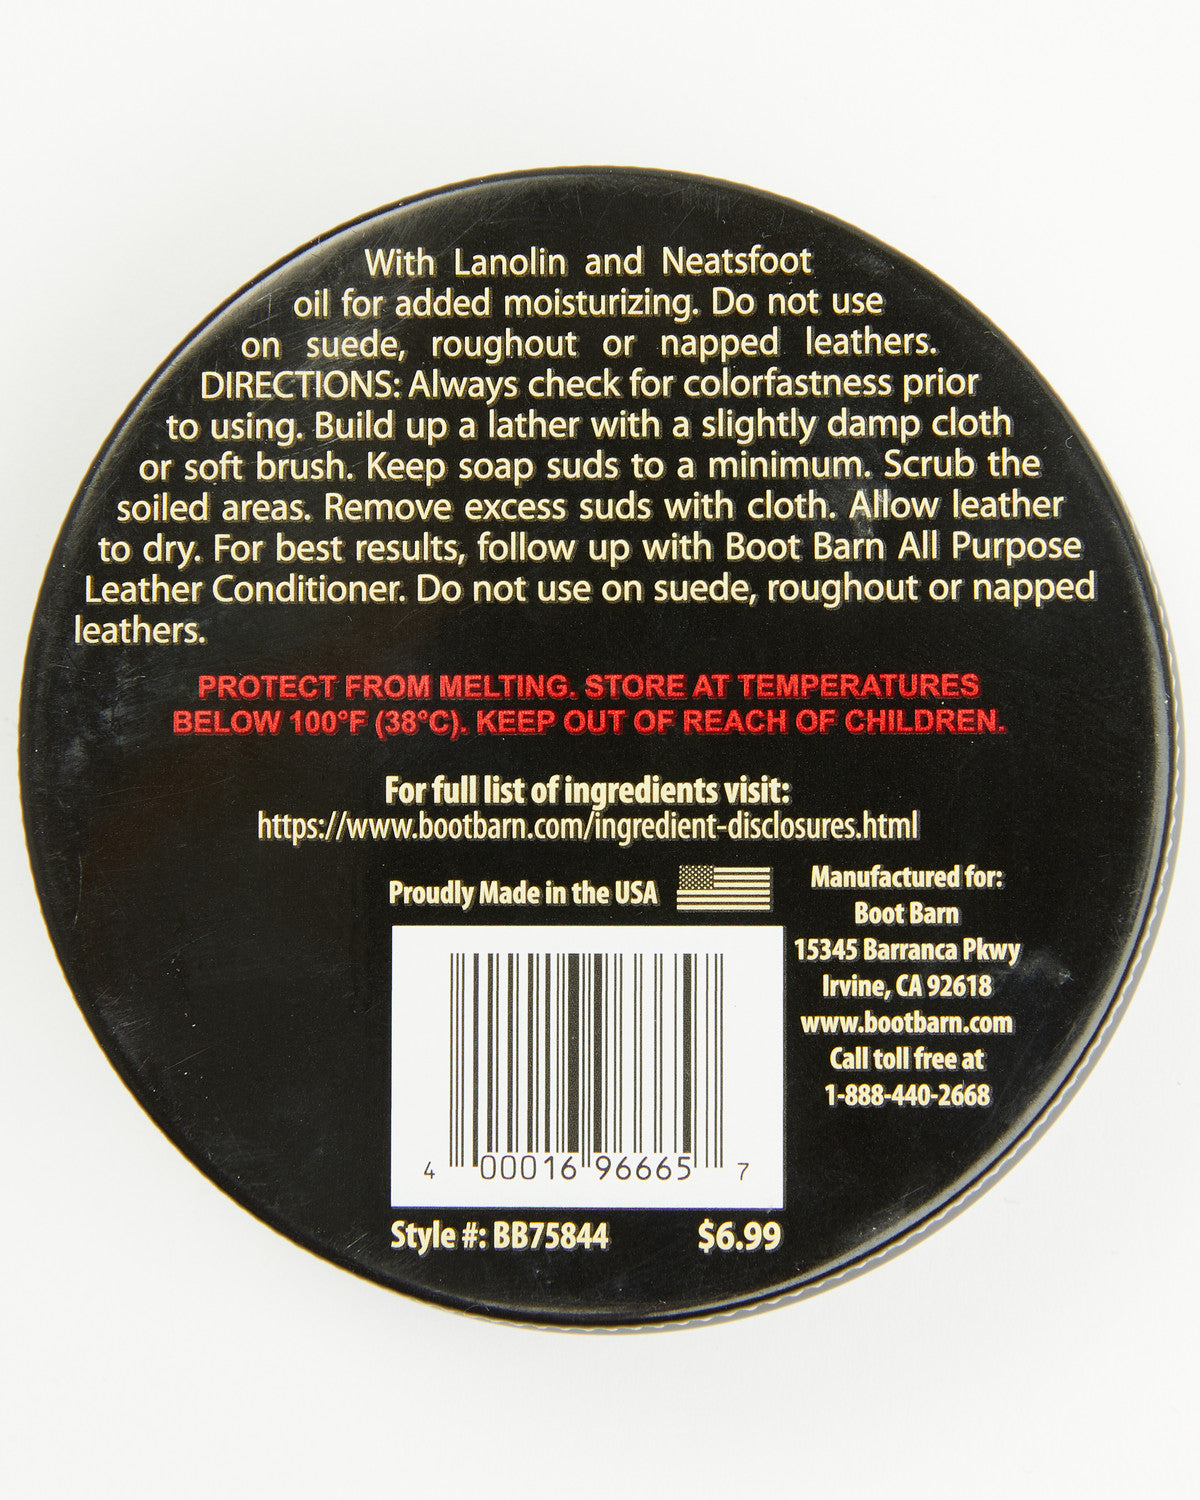 With Lanolin and Neatsfoot
oil for added moisturizing. Do not use
on suede, roughout or napped leathers.
DIRECTIONS: Always check for colorfastness prior
to using. Build up a lather with a slightly damp cloth
or soft brush. Keep soap suds to a minimum. Scrub the
soiled areas. Remove excess suds with cloth. Allow leather
to dry. For best results, follow up with Boot Barn All Purpose
Leather Conditioner. Do not use on suede, roughout or napped
leathers.
PROTECT FROM MELTING. STORE AT TEMPERATURES
BELOW 100°F (38°C). KEEP OUT OF REACH OF CHILDREN.
For full list of ingredients visit:
https://www.bootbarn.com/ingredient-disclosures.html
Proudly Made in the USA
Manufactured for:
Boot Barn
15345 Barranca Pkwy
Irvine, CA 92618
www.bootbarn.com
Call toll free at
1-888-440-2668
4 00016 96665 7
Style #: BB75844 $6.99